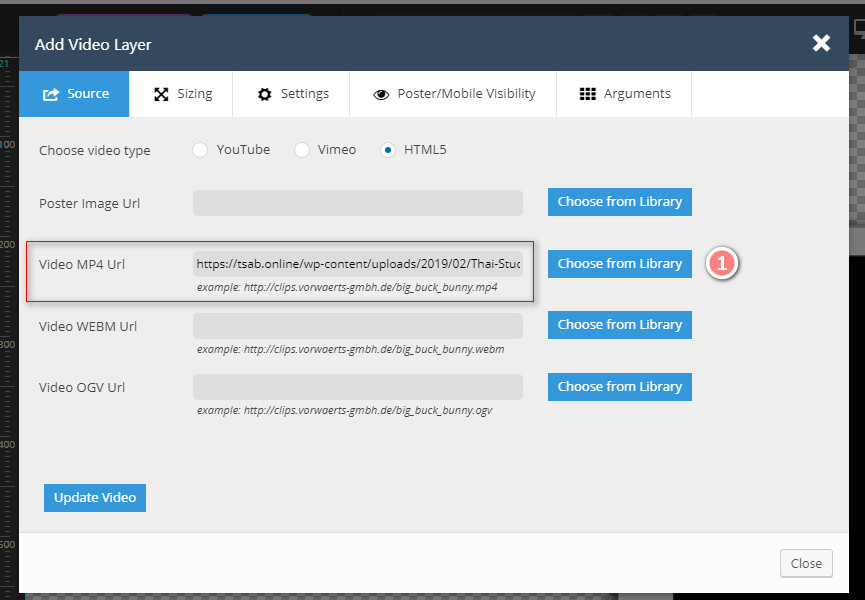 Add Video Layer
Source Sizing Settings Poster/Mobile Visibility Arguments
21
100
Choose video type YouTube Vimeo HTML5
Poster Image Url Choose from Library
200
Video MP4 Url https://tsab.online/wp-content/uploads/2019/02/Thai-Stud Choose from Library 1
example: http://clips.vorwaerts-gmbh.de/big_buck_bunny.mp4
Video WEBM Url Choose from Library
300
example: http://clips.vorwaerts-gmbh.de/big_buck_bunny.webm
Video OGV Url Choose from Library
example: http://clips.vorwaerts-gmbh.de/big_buck_bunny.ogv
400
Update Video
500
Close